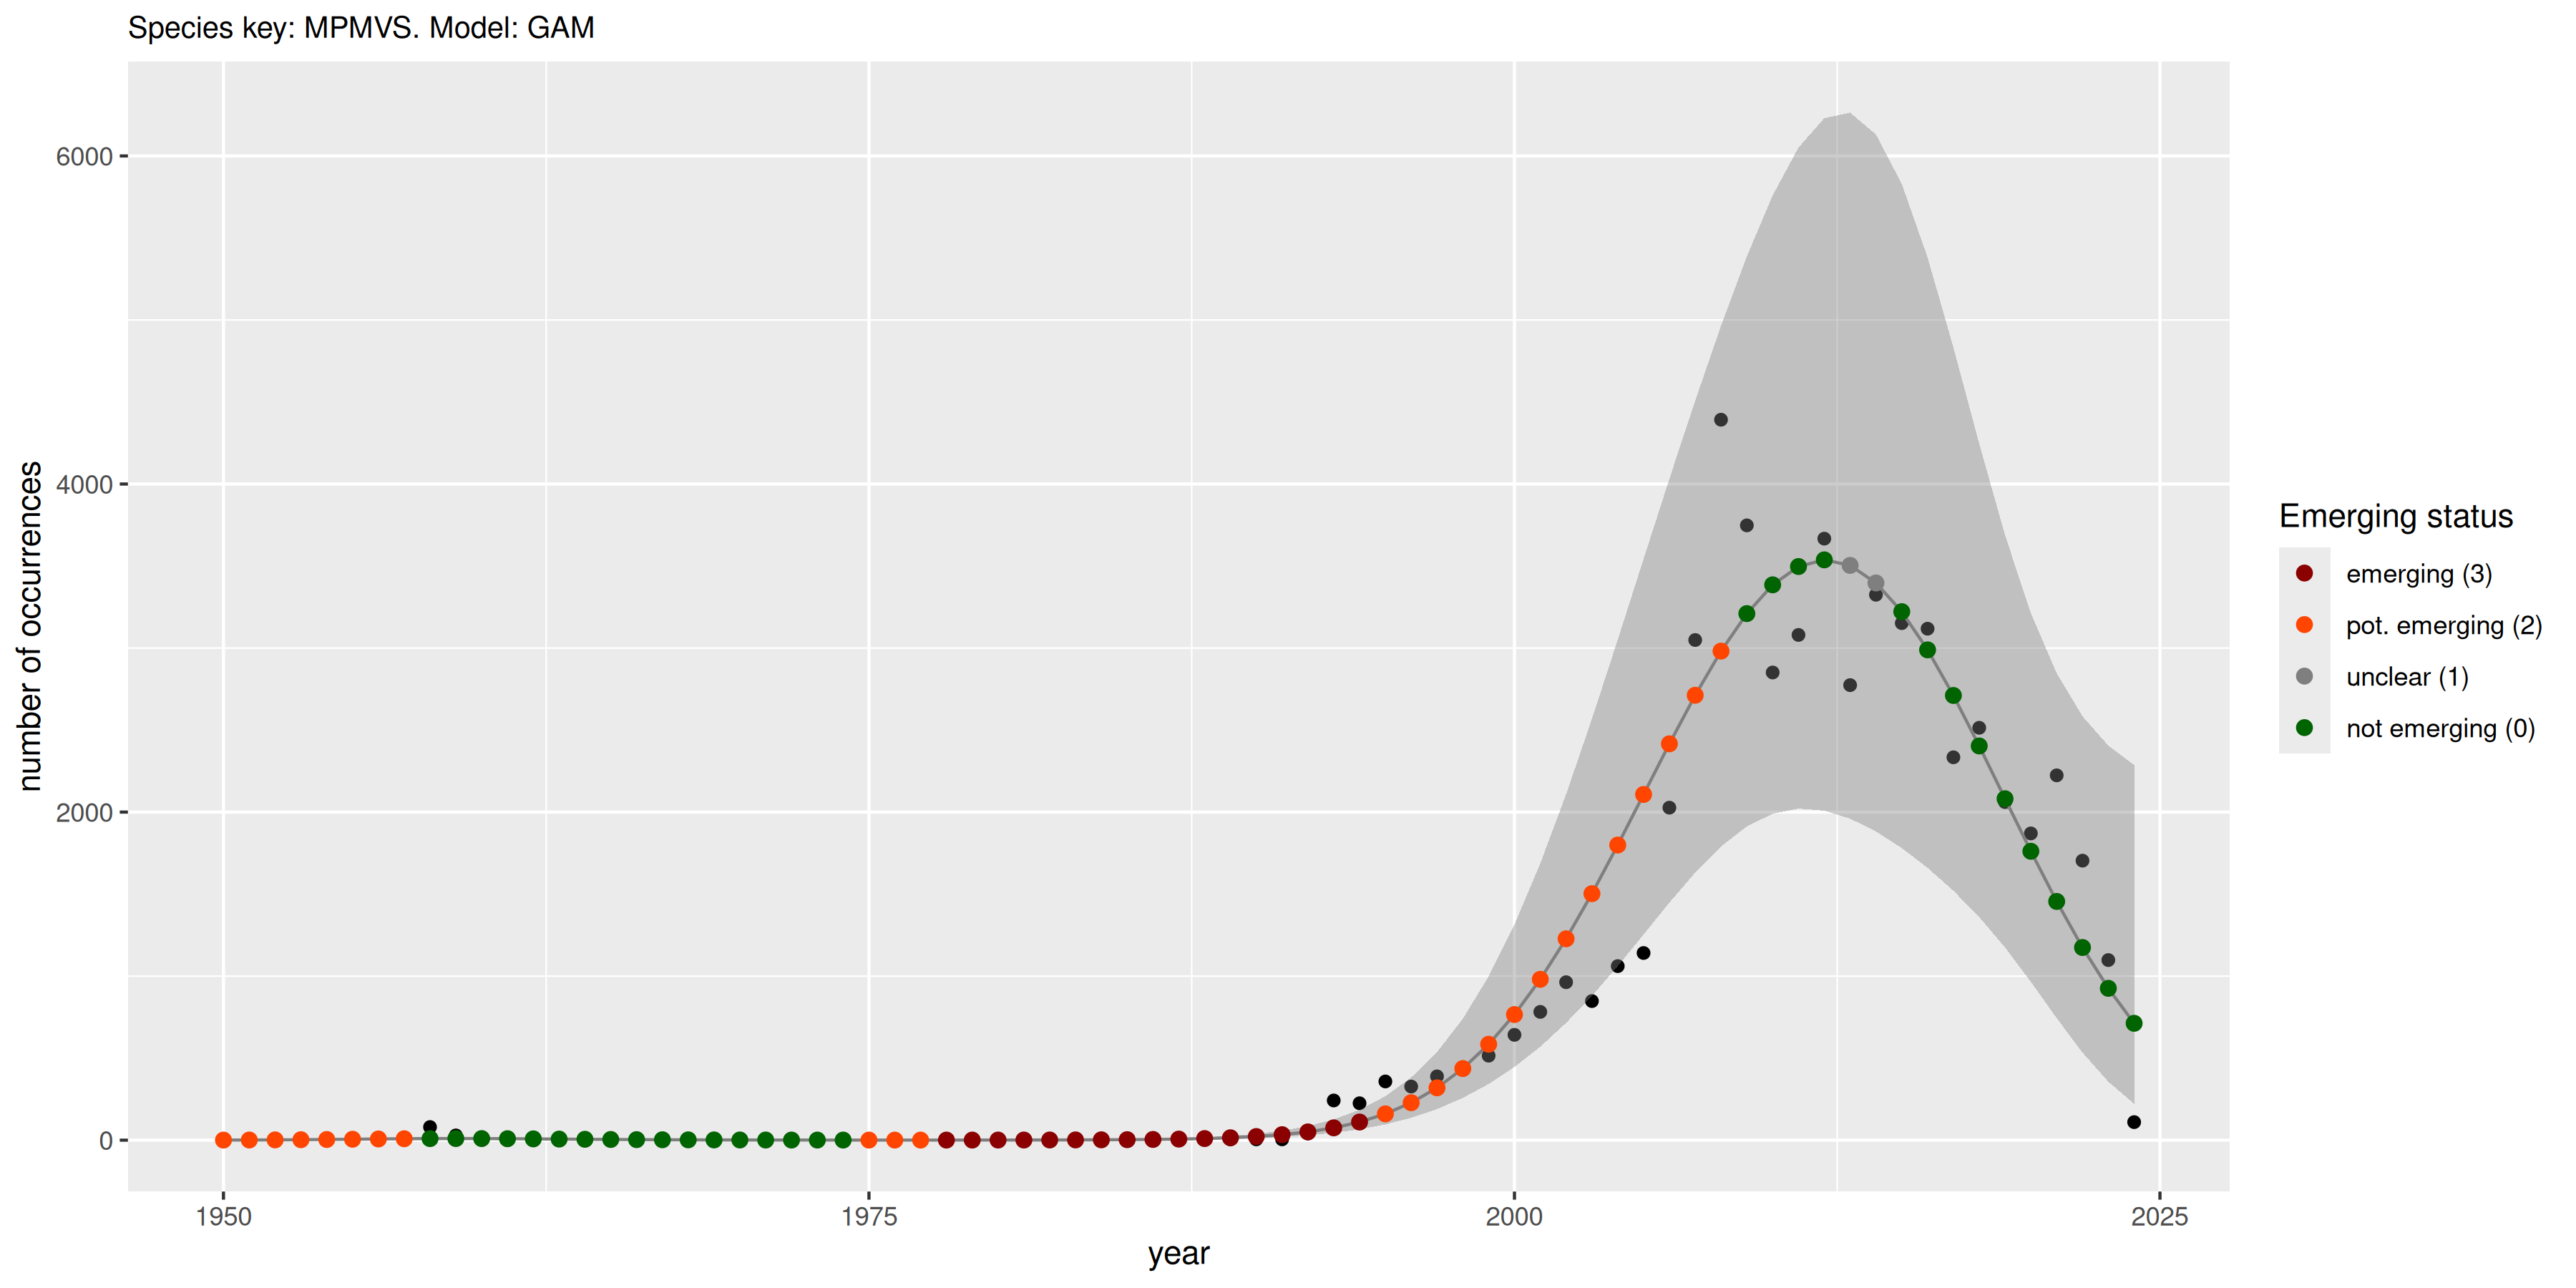 Species key: MPMVS. Model: GAM
6000
4000
2000
0
number of occurrences
1950
1975
2000
2025
year
Emerging status
emerging (3)
pot. emerging (2)
unclear (1)
not emerging (0)